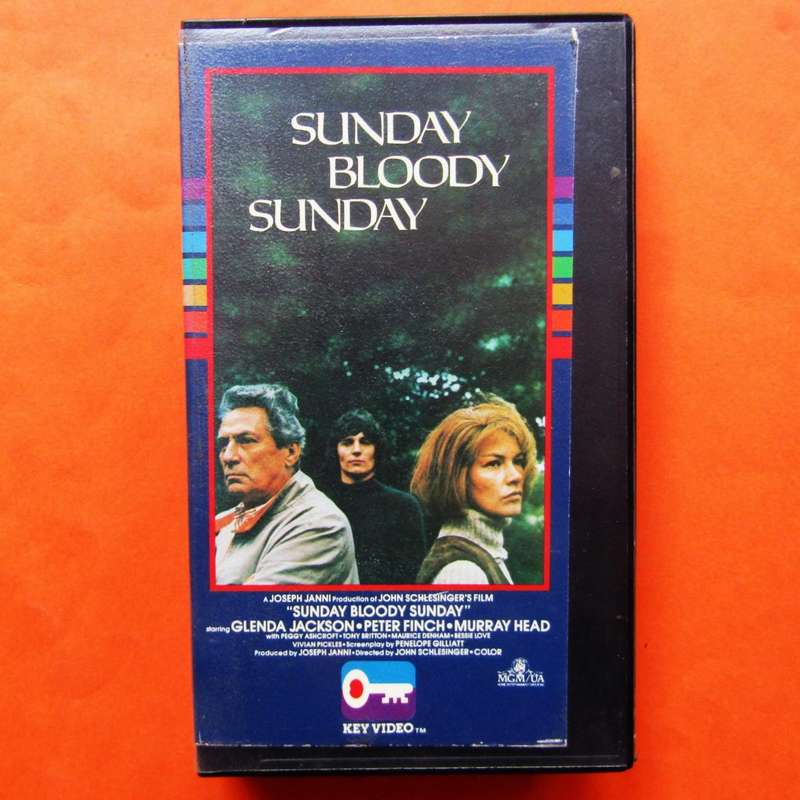 SUNDAY
BLOODY
SUNDAY
A JOSEPH JANNI Production of JOHN SCHLESINGER'S FILM
"SUNDAY BLOODY SUNDAY"
starring GLENDA JACKSON • PETER FINCH • MURRAY HEAD
with PEGGY ASHCROFT • TONY BRITTON • MAURICE DENHAM • BESSIE LOVE
VIVIAN PICKLES • Screenplay by PENELOPE GILLIATT
Produced by JOSEPH JANNI • Directed by JOHN SCHLESINGER • COLOR
MGM/UA
KEY VIDEO TM